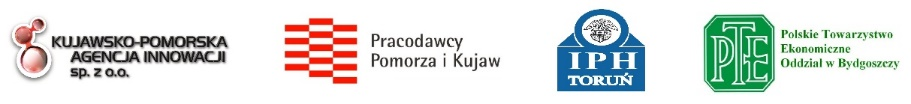 KUJAWSKO-POMORSKA
AGENCJA INNOWACJI
sp. z o.o.
Pracodawcy
Pomorza i Kujaw
IPH
TORUŃ
PTE
Polskie Towarzystwo
Ekonomiczne
Oddział w Bydgoszczy